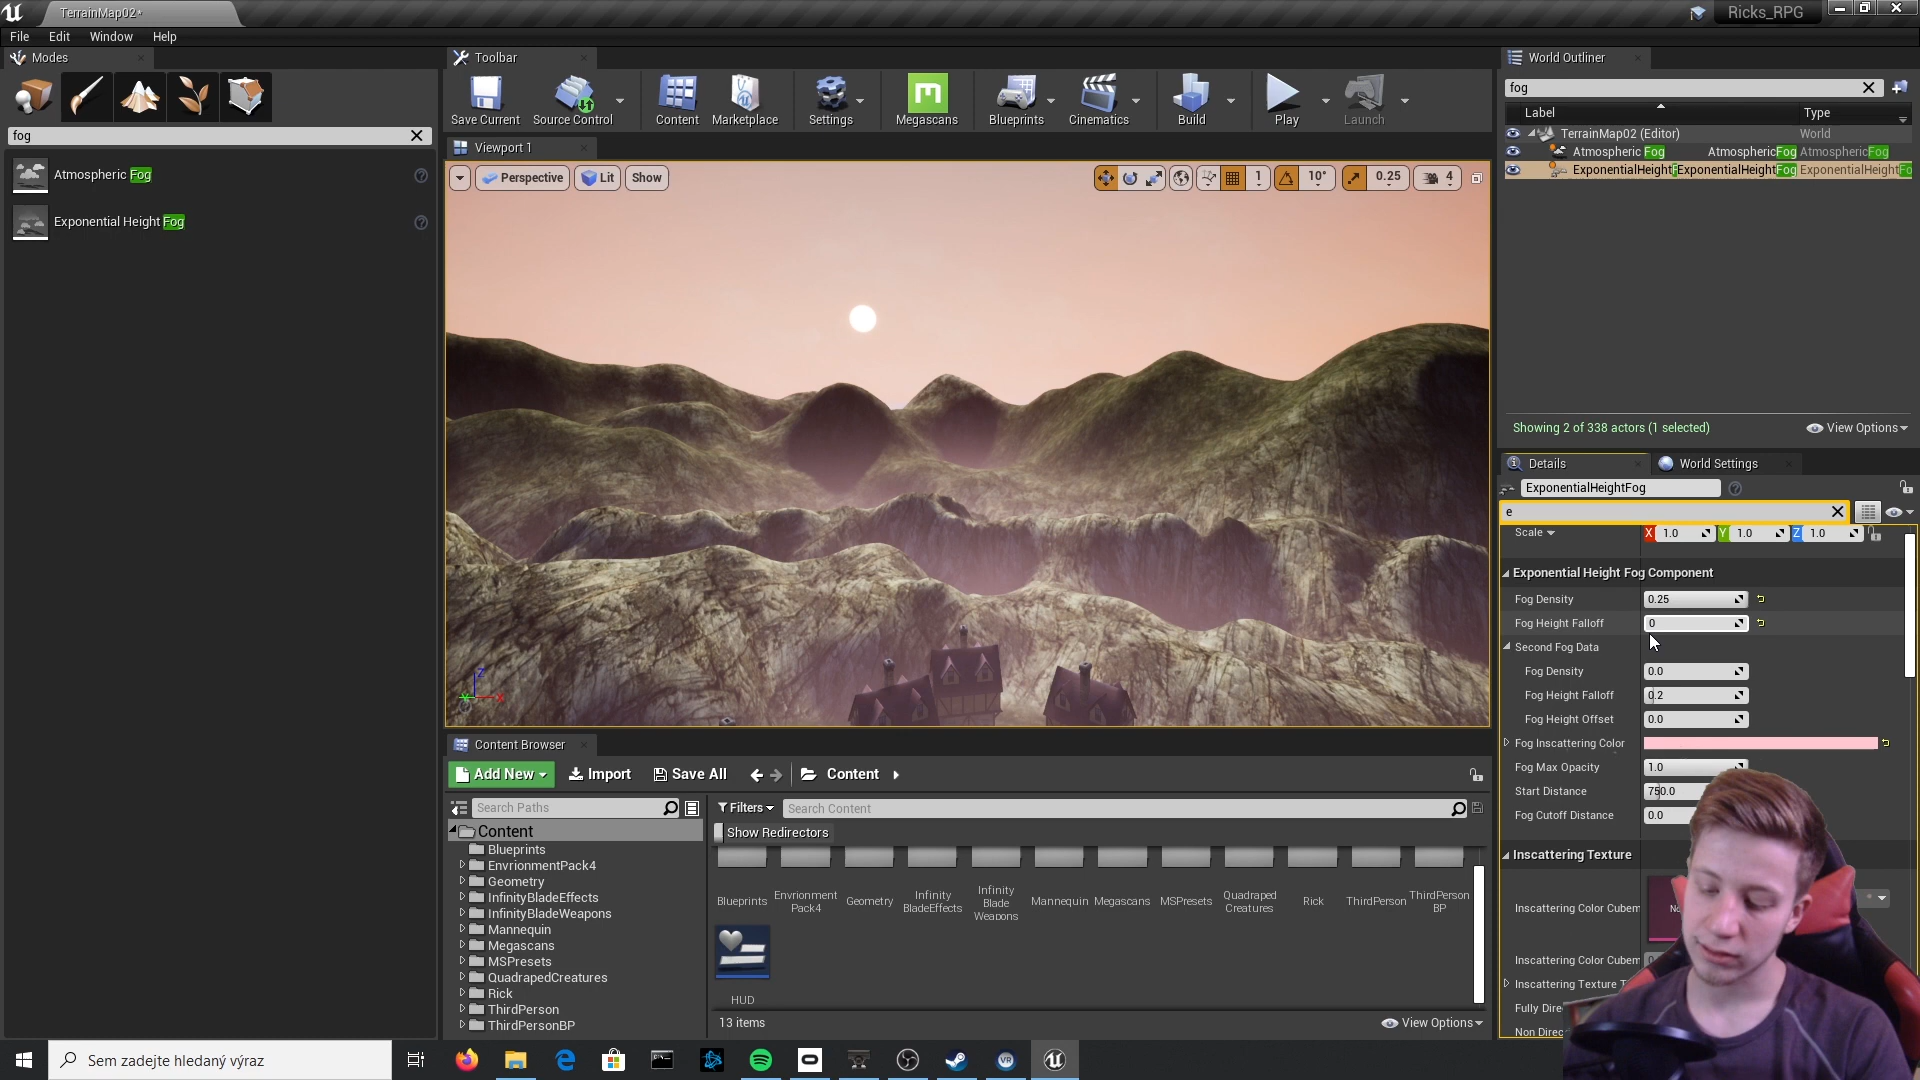 TerrainMap02*
Ricks_RPG
File Edit Window Help
Modes
fog
Atmospheric Fog
Exponential Height Fog
Toolbar
Save Current Source Control Content Marketplace Settings Megascans Blueprints Cinematics Build Play Launch
Viewport 1
Perspective Lit Show
1 10° 0.25 4
Z
X
World Outliner
fog
Label Type
TerrainMap02 (Editor) World
Atmospheric Fog AtmosphericFog AtmosphericFog
ExponentialHeightF ExponentialHeightFog ExponentialHeightFo
Showing 2 of 338 actors (1 selected) View Options
Details World Settings
ExponentialHeightFog
e
Scale X 1.0 Y 1.0 Z 1.0
Exponential Height Fog Component
Fog Density 0.25
Fog Height Falloff 0
Second Fog Data
Fog Density 0.0
Fog Height Falloff 0.2
Fog Height Offset 0.0
Fog Inscattering Color
Fog Max Opacity 1.0
Start Distance 750.0
Fog Cutoff Distance 0.0
Inscattering Texture
Inscattering Color Cubem
Inscattering Color Cubem
Inscattering Texture T
Fully Dire
Non Direc
Content Browser
Add New Import Save All Content
Search Paths
Filters Search Content
Show Redirectors
Content
Blueprints
EnvrionmentPack4
Geometry
InfinityBladeEffects
InfinityBladeWeapons
Mannequin
Megascans
MSPresets
QuadrapedCreatures
Rick
ThirdPerson
ThirdPersonBP
Blueprints
Envrionment
Pack4
Geometry
Infinity
BladeEffects
Infinity
Blade
Weapons
Mannequin
Megascans
MSPresets
Quadraped
Creatures
Rick
ThirdPerson
ThirdPerson
BP
HUD
13 items View Options
Sem zadejte hledaný výraz